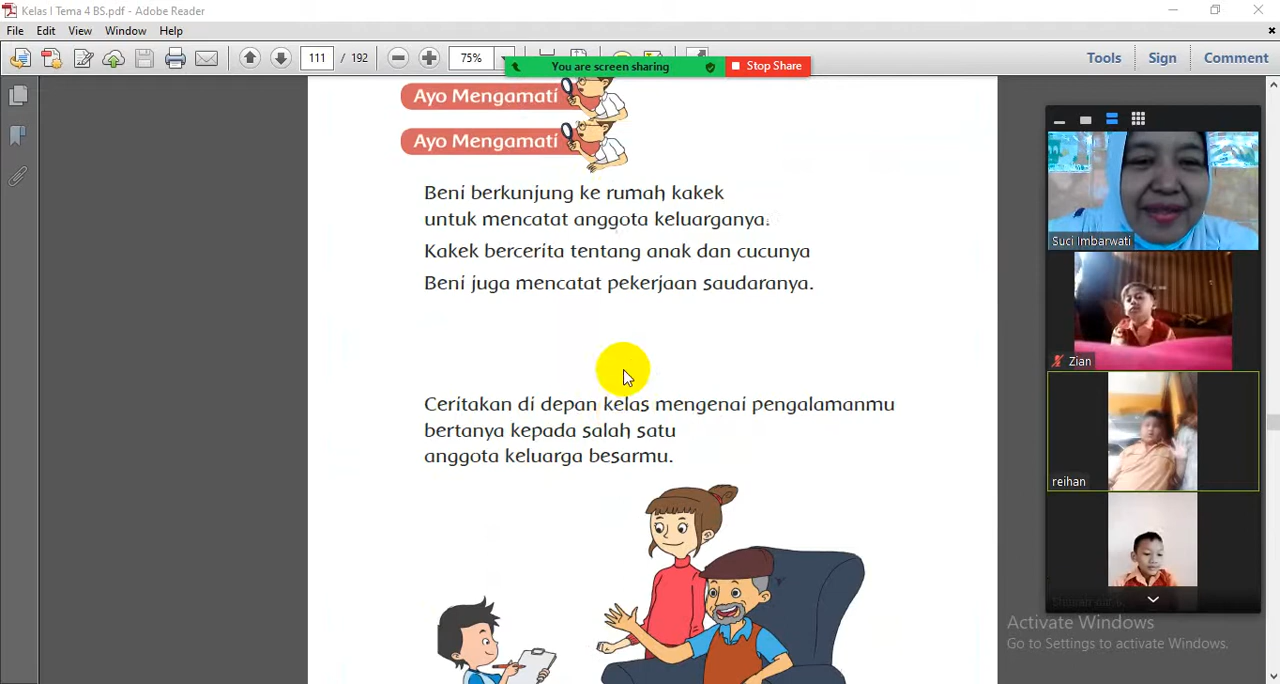 Kelas I Tema 4 BS.pdf - Adobe Reader
File Edit View Window Help
111 / 192 75% Tools Sign Comment
You are screen sharing Stop Share
Ayo Mengamati
Ayo Mengamati
Beni berkunjung ke rumah kakek
untuk mencatat anggota keluarganya.
Kakek bercerita tentang anak dan cucunya
Beni juga mencatat pekerjaan saudaranya.
Ceritakan di depan kelas mengenai pengalamanmu
bertanya kepada salah satu
anggota keluarga besarmu.
Suci Imbarwati
Zian
reihan
Activate Windows
Go to Settings to activate Windows.